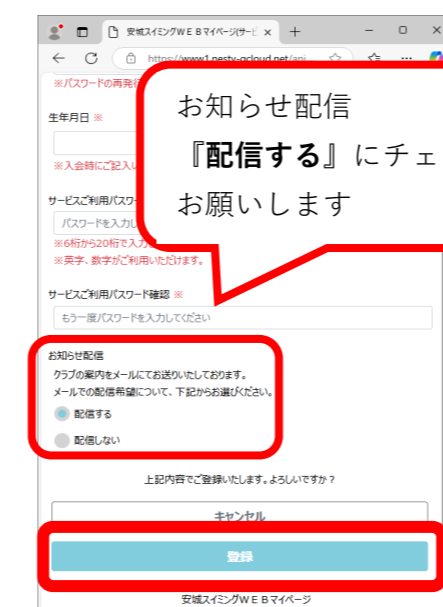 安城スイミングＷＥＢマイページ(サービ
https://www1.nesty-gcloud.net/api
※パスワードの再発行
お知らせ配信
『配信する』にチェ
お願いします
生年月日 ※
※入会時にご記入い
サービスご利用パスワー
パスワードを入力し
※6桁から20桁で入力
※英字、数字がご利用いただけます。
サービスご利用パスワード確認 ※
もう一度パスワードを入力してください
お知らせ配信
クラブの案内をメールにてお送りいたしております。
メールでの配信希望について、下記からお選びください。
配信する
配信しない
上記内容でご登録いたします。よろしいですか？
キャンセル
登録
安城スイミングＷＥＢマイページ